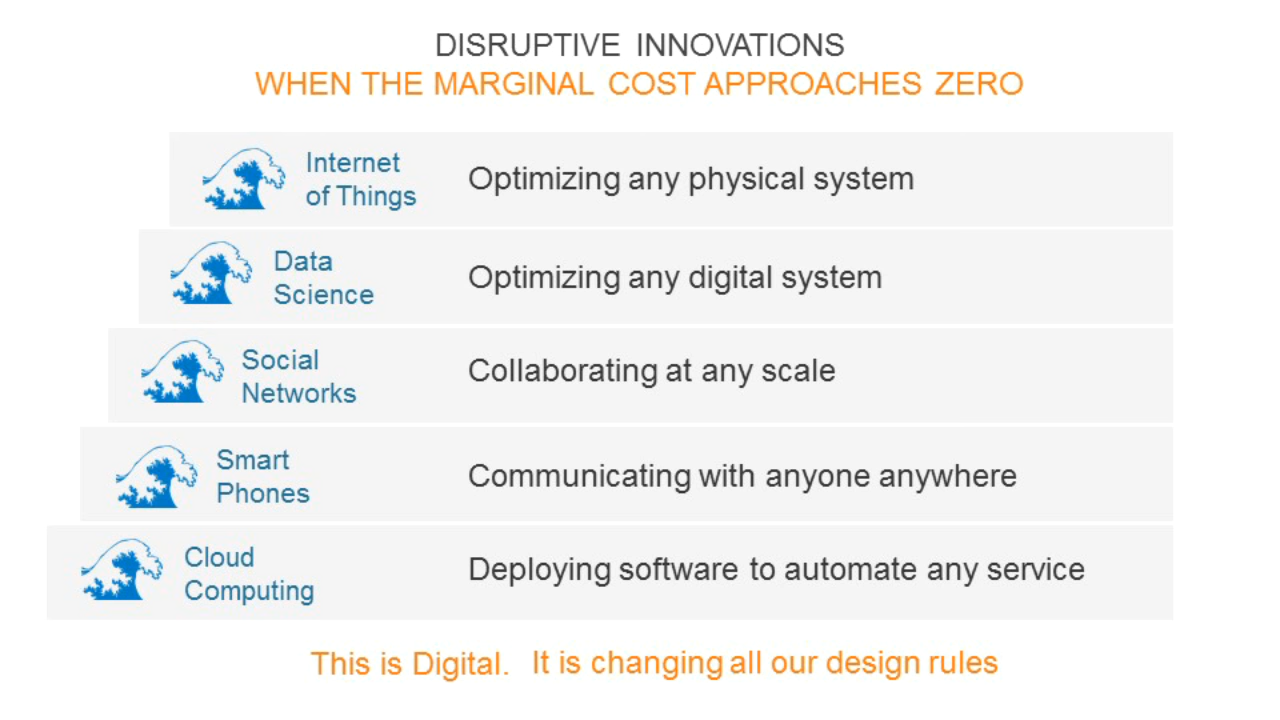 DISRUPTIVE INNOVATIONS
WHEN THE MARGINAL COST APPROACHES ZERO
Internet
of Things
Optimizing any physical system
Data
Science
Optimizing any digital system
Social
Networks
Collaborating at any scale
Smart
Phones
Communicating with anyone anywhere
Cloud
Computing
Deploying software to automate any service
This is Digital. It is changing all our design rules